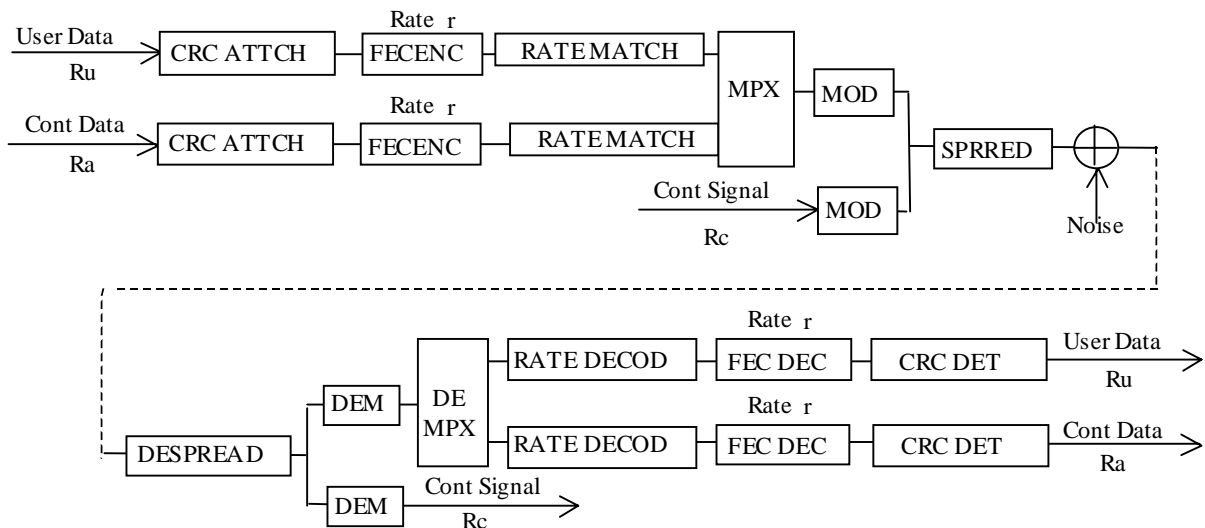 Rate r
User Data
CRC ATTCH
FECENC
RATE MATCH
Ru
MPX
MOD
Rate r
Cont Data
CRC ATTCH
FECENC
RATE MATCH
Ra
SPRRED
Cont Signal
MOD
Rc
Noise
Rate r
User Data
RATE DECOD
FEC DEC
CRC DET
Ru
DEM
DE
MPX
Rate r
Cont Data
RATE DECOD
FEC DEC
CRC DET
Ra
DESPREAD
Cont Signal
DEM
Rc